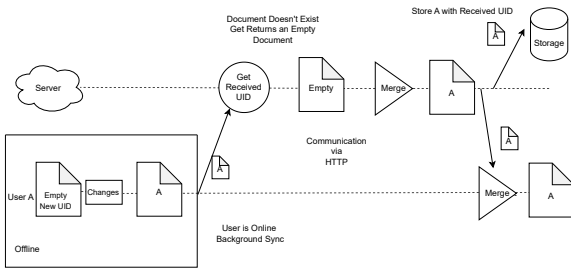 Document Doesn't Exist
Get Returns an Empty
Document
Store A with Received UID
A
Storage
Server
Get
Received
UID
Empty
Merge
A
A
A
Communication
via
HTTP
User A
Empty
New UID
Changes
A
Merge
A
Offline
User is Online
Background Sync